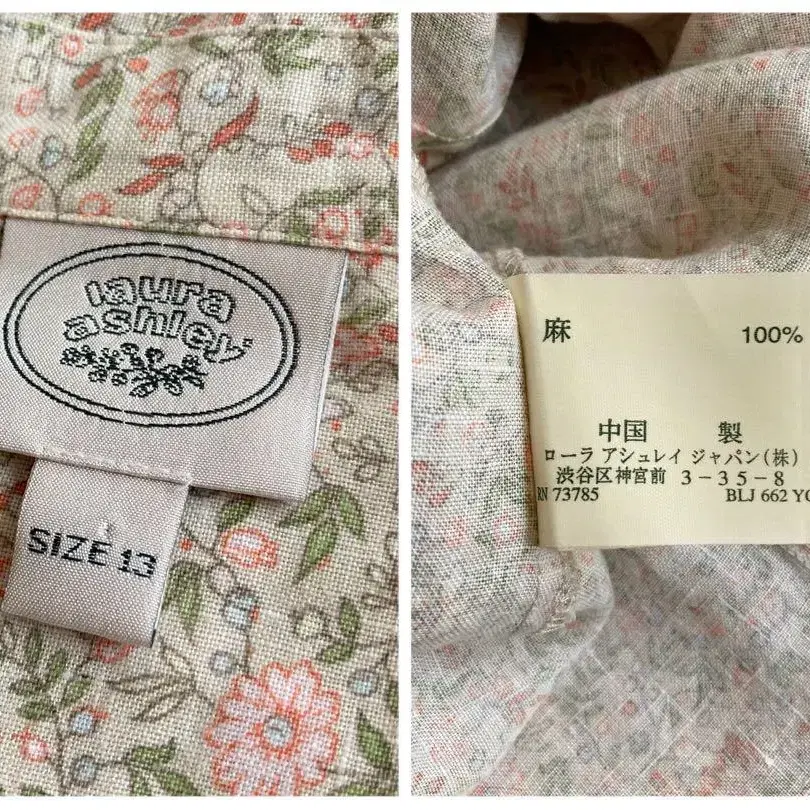 laura
ashley
SIZE 13
麻 100%
中国 製
ローラ アシュレイ ジャパン(株)
渋谷区神宮前 3-35-8
RN 73785 BLJ 662 YO